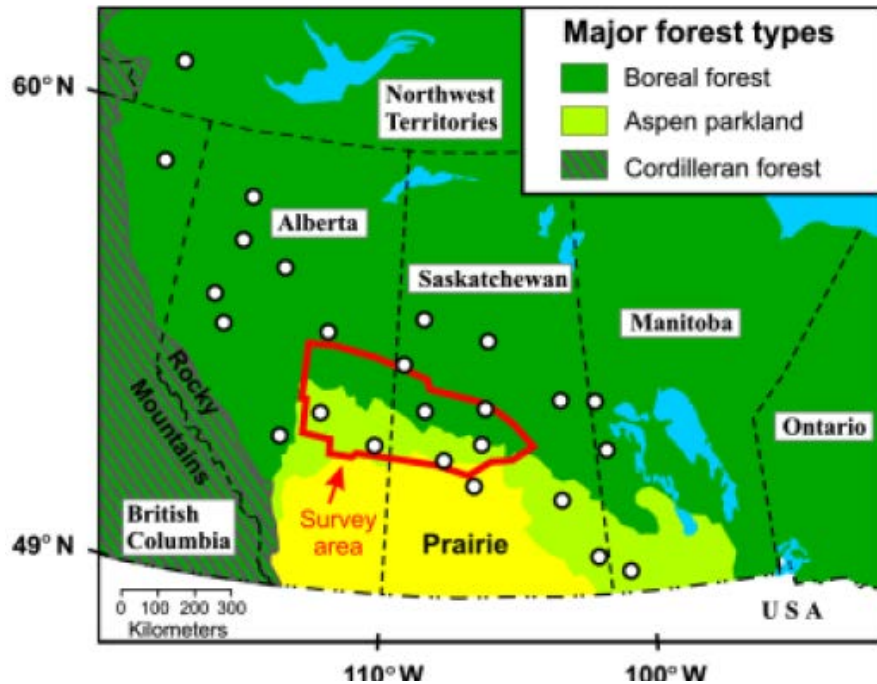 Major forest types
Boreal forest
Aspen parkland
Cordilleran forest
60° N
Northwest
Territories
Alberta
Saskatchewan
Manitoba
Rocky
Mountains
Ontario
British
Columbia
Survey
area
Prairie
49° N
0 100 200 300
Kilometers
U S A
110° W
100° W